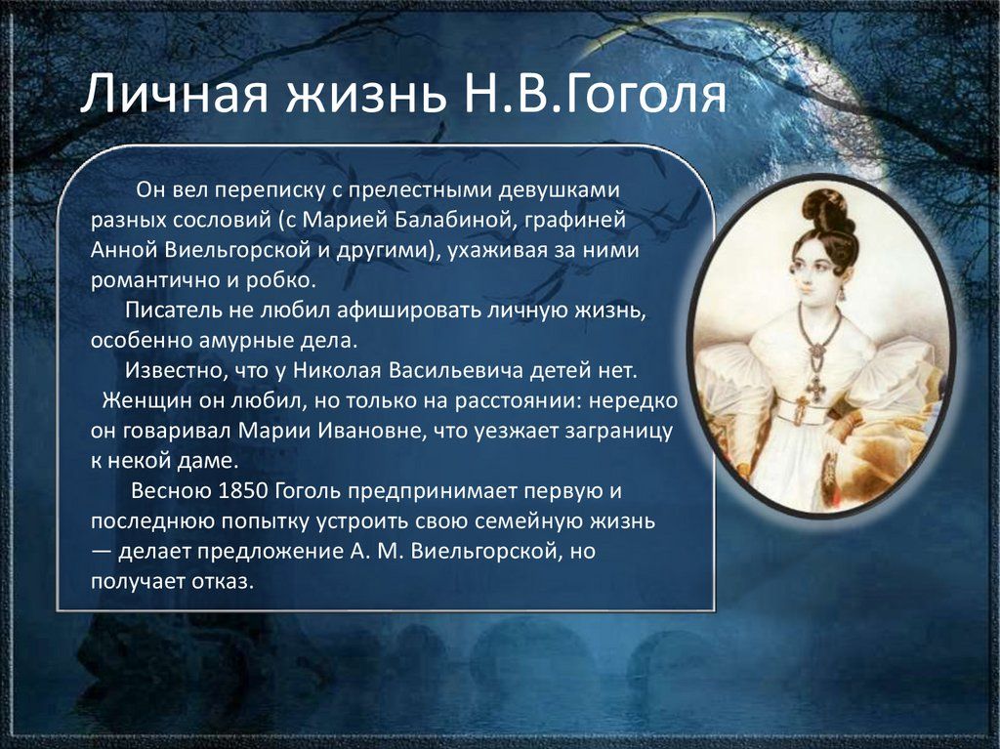 Личная жизнь Н.В.Гоголя
Он вел переписку с прелестными девушками
разных сословий (с Марией Балабиной, графиней
Анной Виельгорской и другими), ухаживая за ними
романтично и робко.
Писатель не любил афишировать личную жизнь,
особенно амурные дела.
Известно, что у Николая Васильевича детей нет.
Женщин он любил, но только на расстоянии: нередко
он говаривал Марии Ивановне, что уезжает заграницу
к некой даме.
Весною 1850 Гоголь предпринимает первую и
последнюю попытку устроить свою семейную жизнь
— делает предложение А. М. Виельгорской, но
получает отказ.